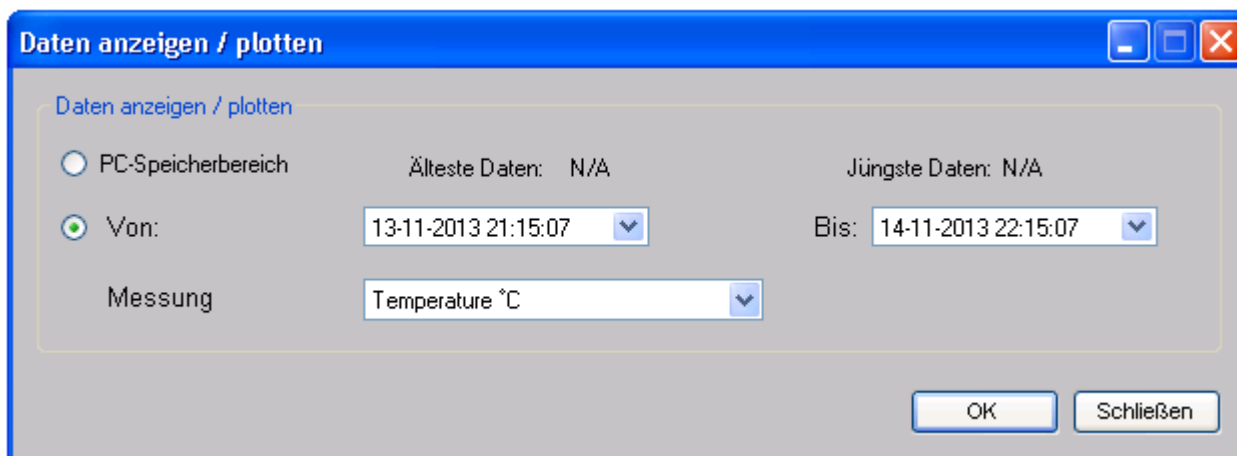 Daten anzeigen / plotten
Daten anzeigen / plotten
PC-Speicherbereich Älteste Daten: N/A Jüngste Daten: N/A
Von: 13-11-2013 21:15:07 Bis: 14-11-2013 22:15:07
Messung Temperature °C
OK Schließen